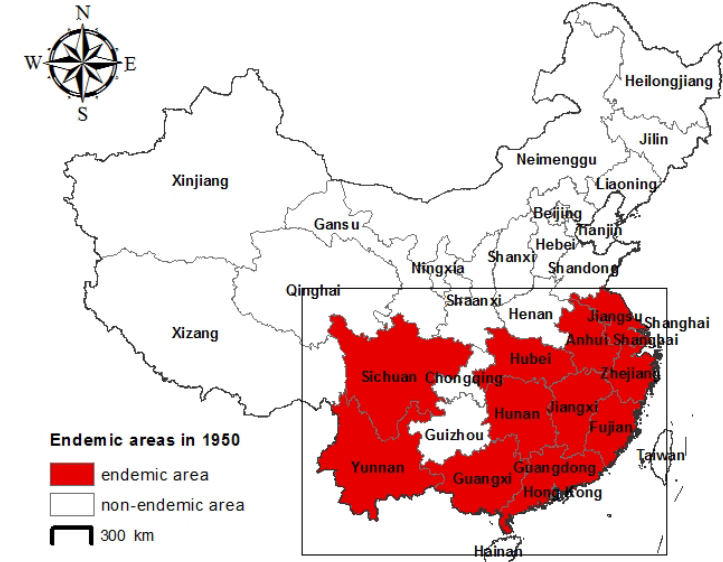 N
W E
S
Heilongjiang
Jilin
Neimenggu
Liaoning
Xinjiang
Beijing
Tianjin
Gansu
Hebei
Shanxi
Ningxia
Shandong
Qinghai
Shaanxi
Henan
Jiangsu
Shanghai
Xizang
Anhui
Shanghai
Hubei
Zhejiang
Sichuan
Chongqing
Hunan
Jiangxi
Fujian
Guizhou
Taiwan
Yunnan
Guangxi
Guangdong
Hong Kong
Hainan
Endemic areas in 1950
endemic area
non-endemic area
300 km